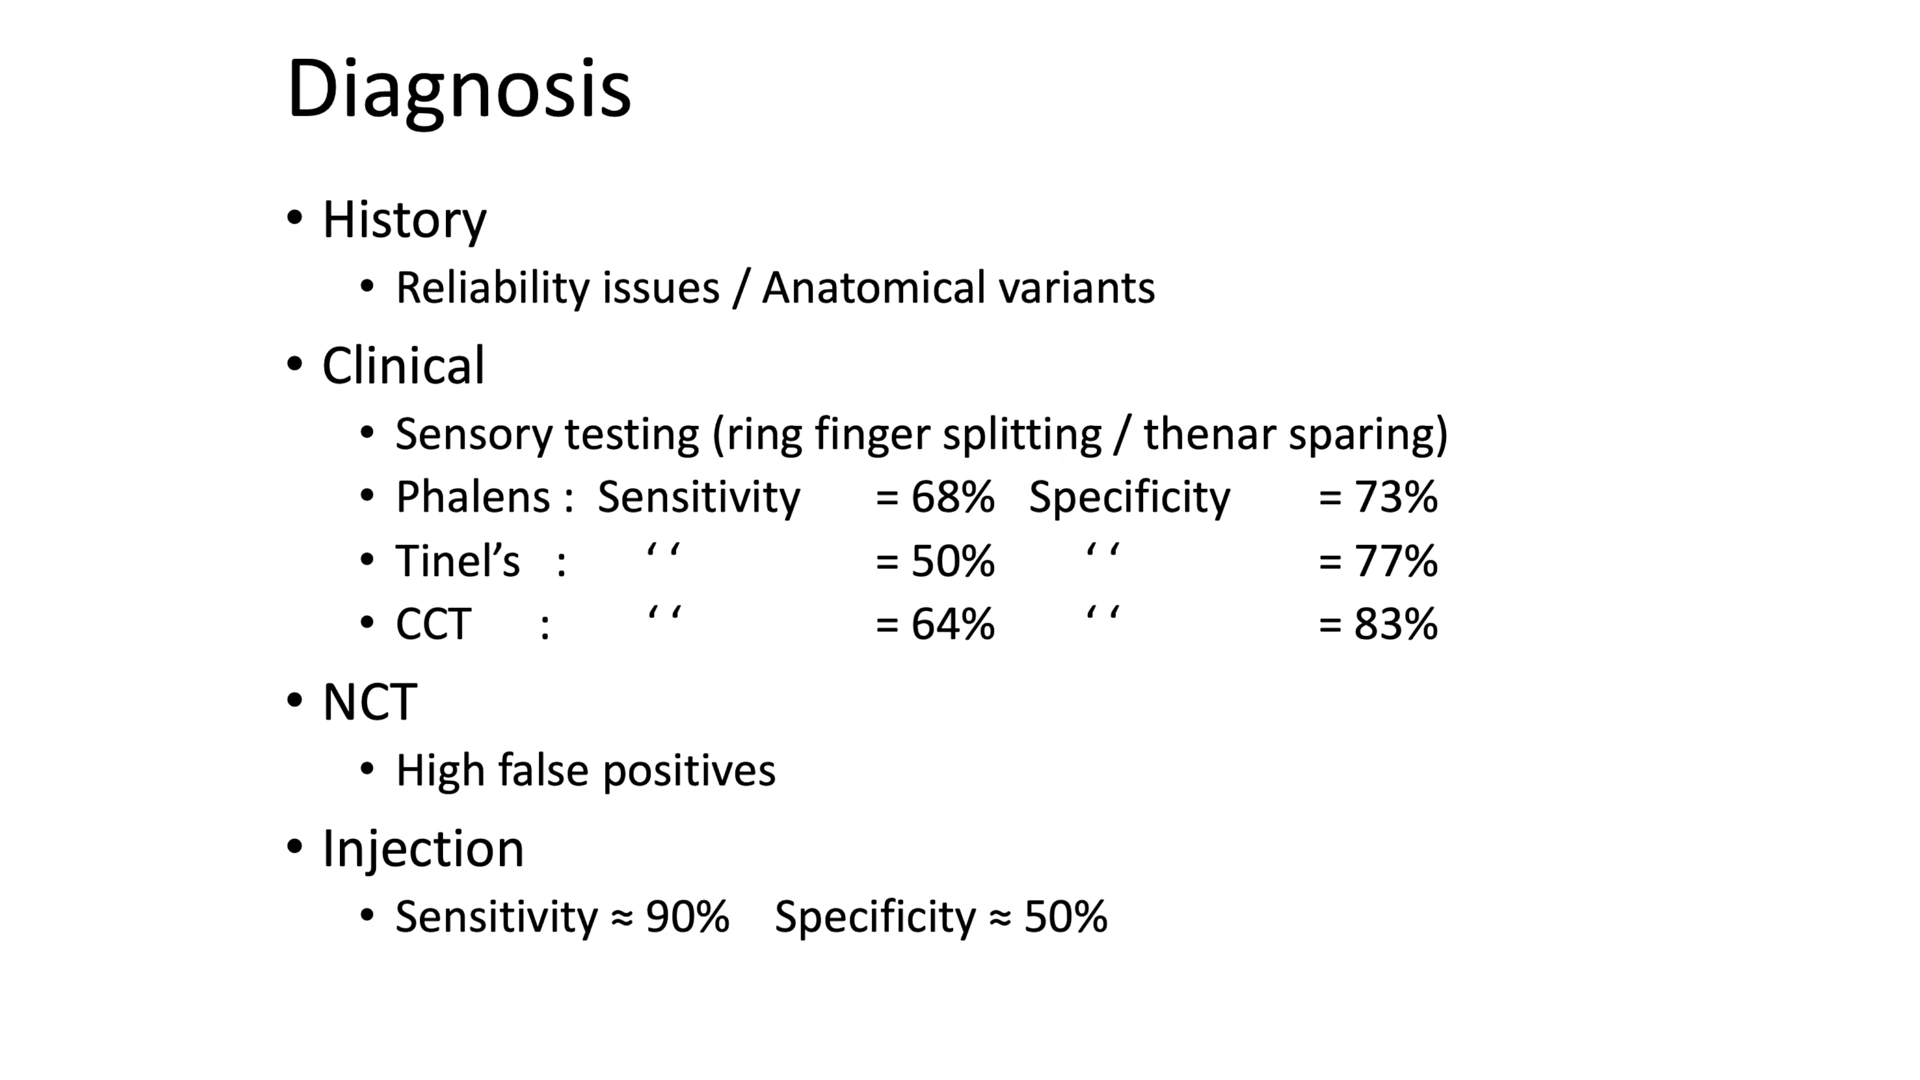 Diagnosis
• History
• Reliability issues / Anatomical variants
• Clinical
• Sensory testing (ring finger splitting / thenar sparing)
• Phalens : Sensitivity = 68% Specificity = 73%
• Tinel’s : ‘ ‘ = 50% ‘ ‘ = 77%
• CCT : ‘ ‘ = 64% ‘ ‘ = 83%
• NCT
• High false positives
• Injection
• Sensitivity ≈ 90% Specificity ≈ 50%